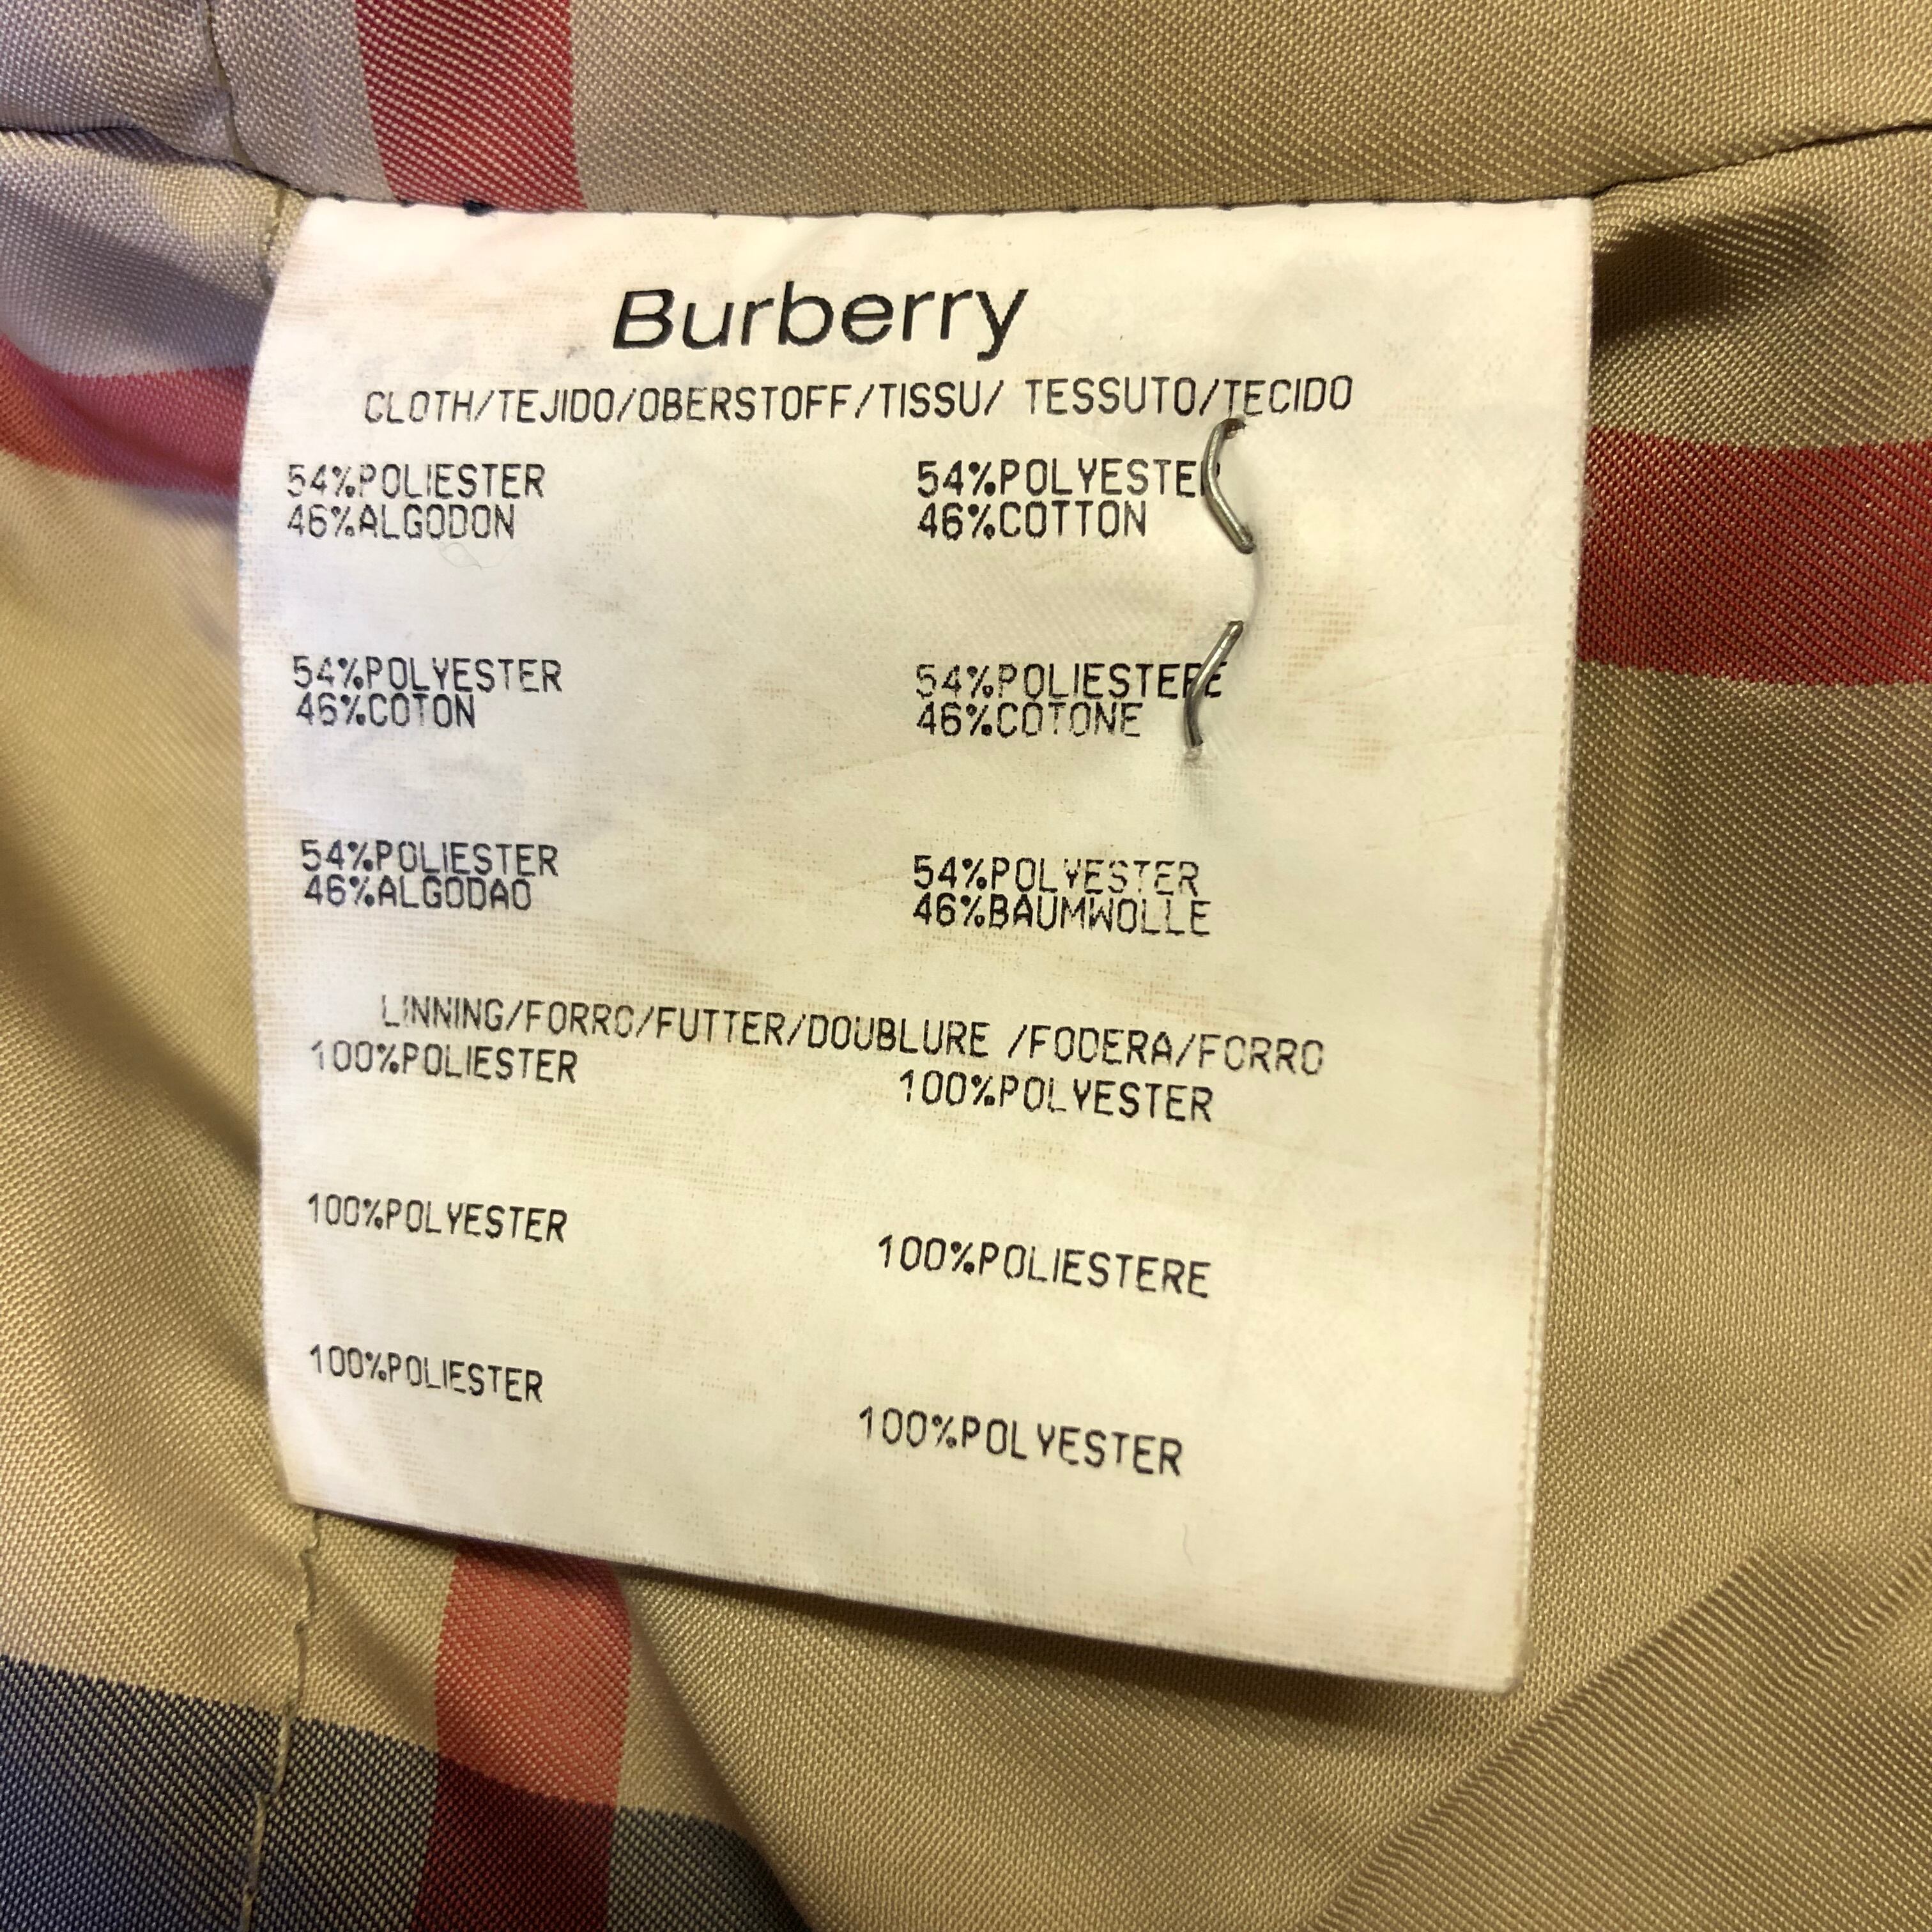 Burberry
CLOTH/TEJIDO/OBERSTOFF/TISSU/ TESSUTO/TECIDO
54%POLIESTER 54%POLYESTER
46%ALGODON 46%COTTON
54%POLYESTER 54%POLIESTERE
46%COTON 46%COTONE
54%POLIESTER 54%POLYESTER
46%ALGODAO 46%BAUMWOLLE
LINNING/FORRO/FUTTER/DOUBLURE /FODERA/FORRO
100%POLIESTER 100%POLYESTER
100%POLYESTER 100%POLIESTERE
100%POLIESTER 100%POLYESTER